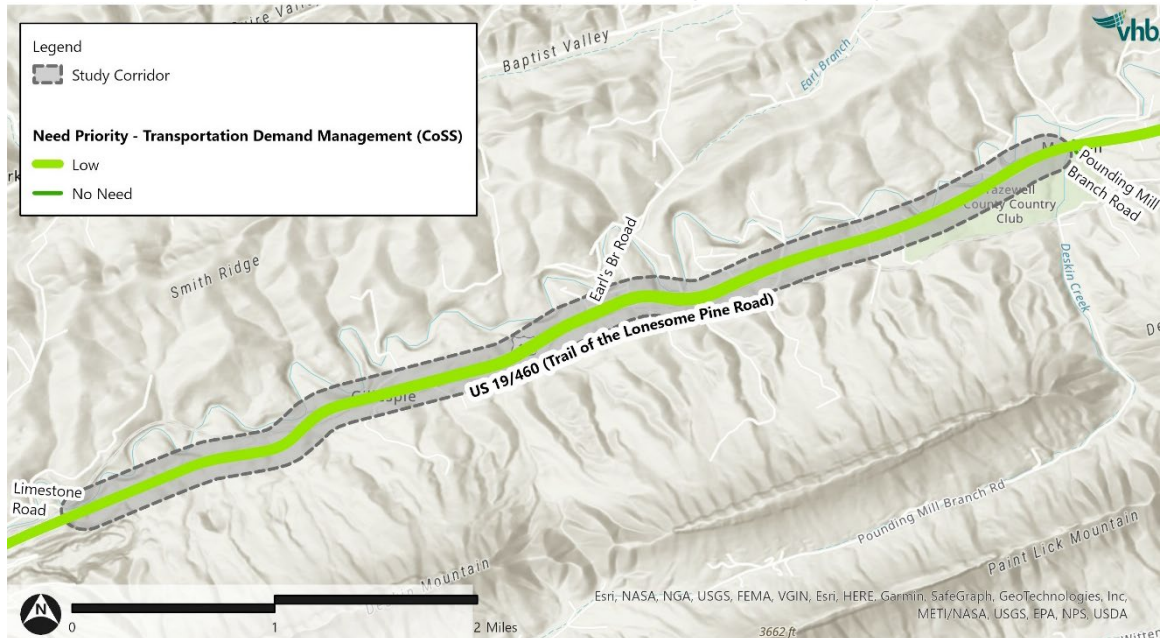 Legend
Study Corridor
Need Priority - Transportation Demand Management (CoSS)
Low
No Need
vhb
Baptist Valley
Earl Branch
Smith Ridge
Earl's Br Road
Pounding Mill
Branch Road
Tazewell
County Country
Club
Deskin Creek
US 19/460 (Trail of the Lonesome Pine Road)
Gillespie
Limestone
Road
Pounding Mill Branch Rd
Paint Lick Mountain
Mountain
N
0
1
2 Miles
3662 ft
Esri, NASA, NGA, USGS, FEMA, VGIN, Esri, HERE, Garmin, SafeGraph, GeoTechnologies, Inc,
METI/NASA, USGS, EPA, NPS, USDA